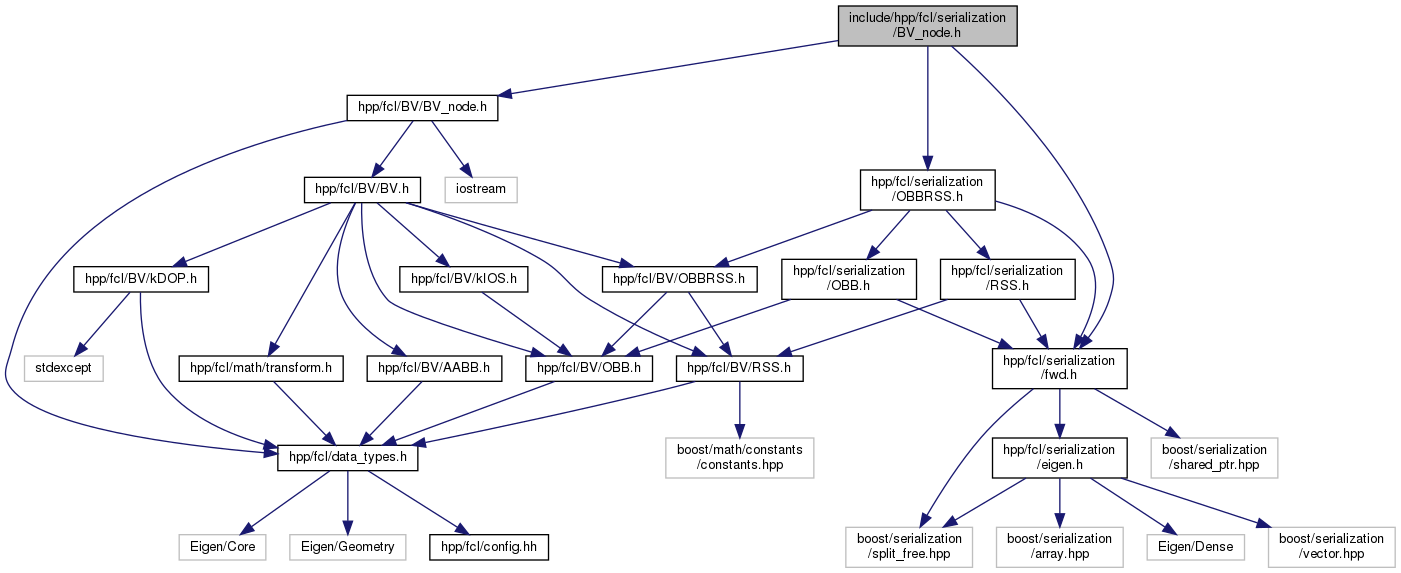 include/hpp/fcl/serialization
/BV_node.h
hpp/fcl/BV/BV_node.h
hpp/fcl/BV/BV.h
iostream
hpp/fcl/serialization
/OBBRSS.h
hpp/fcl/BV/kDOP.h
hpp/fcl/BV/kIOS.h
hpp/fcl/BV/OBBRSS.h
hpp/fcl/serialization
/OBB.h
hpp/fcl/serialization
/RSS.h
stdexcept
hpp/fcl/math/transform.h
hpp/fcl/BV/AABB.h
hpp/fcl/BV/OBB.h
hpp/fcl/BV/RSS.h
hpp/fcl/serialization
/fwd.h
hpp/fcl/data_types.h
boost/math/constants
/constants.hpp
hpp/fcl/serialization
/eigen.h
boost/serialization
/shared_ptr.hpp
Eigen/Core
Eigen/Geometry
hpp/fcl/config.hh
boost/serialization
/split_free.hpp
boost/serialization
/array.hpp
Eigen/Dense
boost/serialization
/vector.hpp